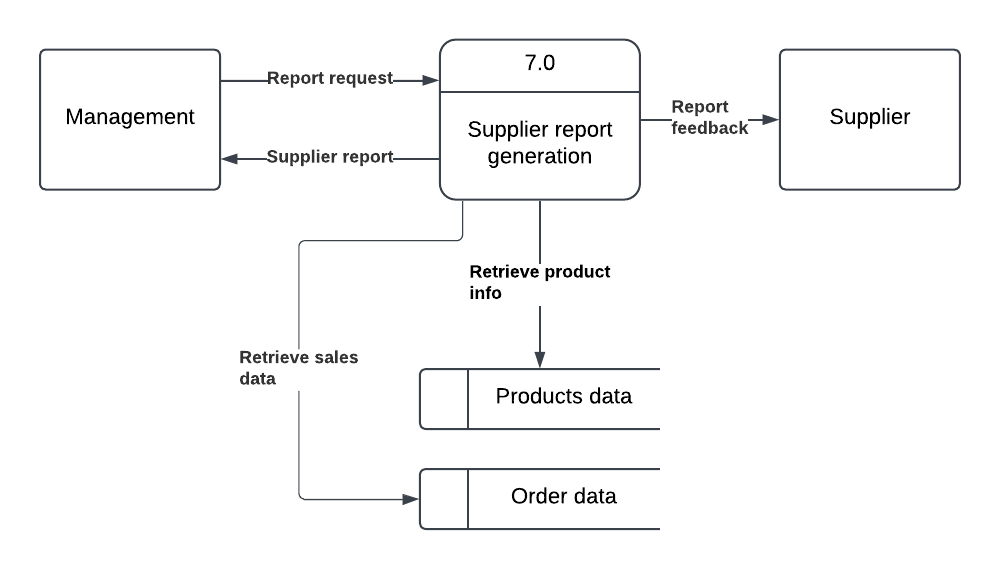 7.0
Management
Report request
Supplier report
Supplier report
generation
Report
feedback
Supplier
Retrieve product
info
Retrieve sales
data
Products data
Order data